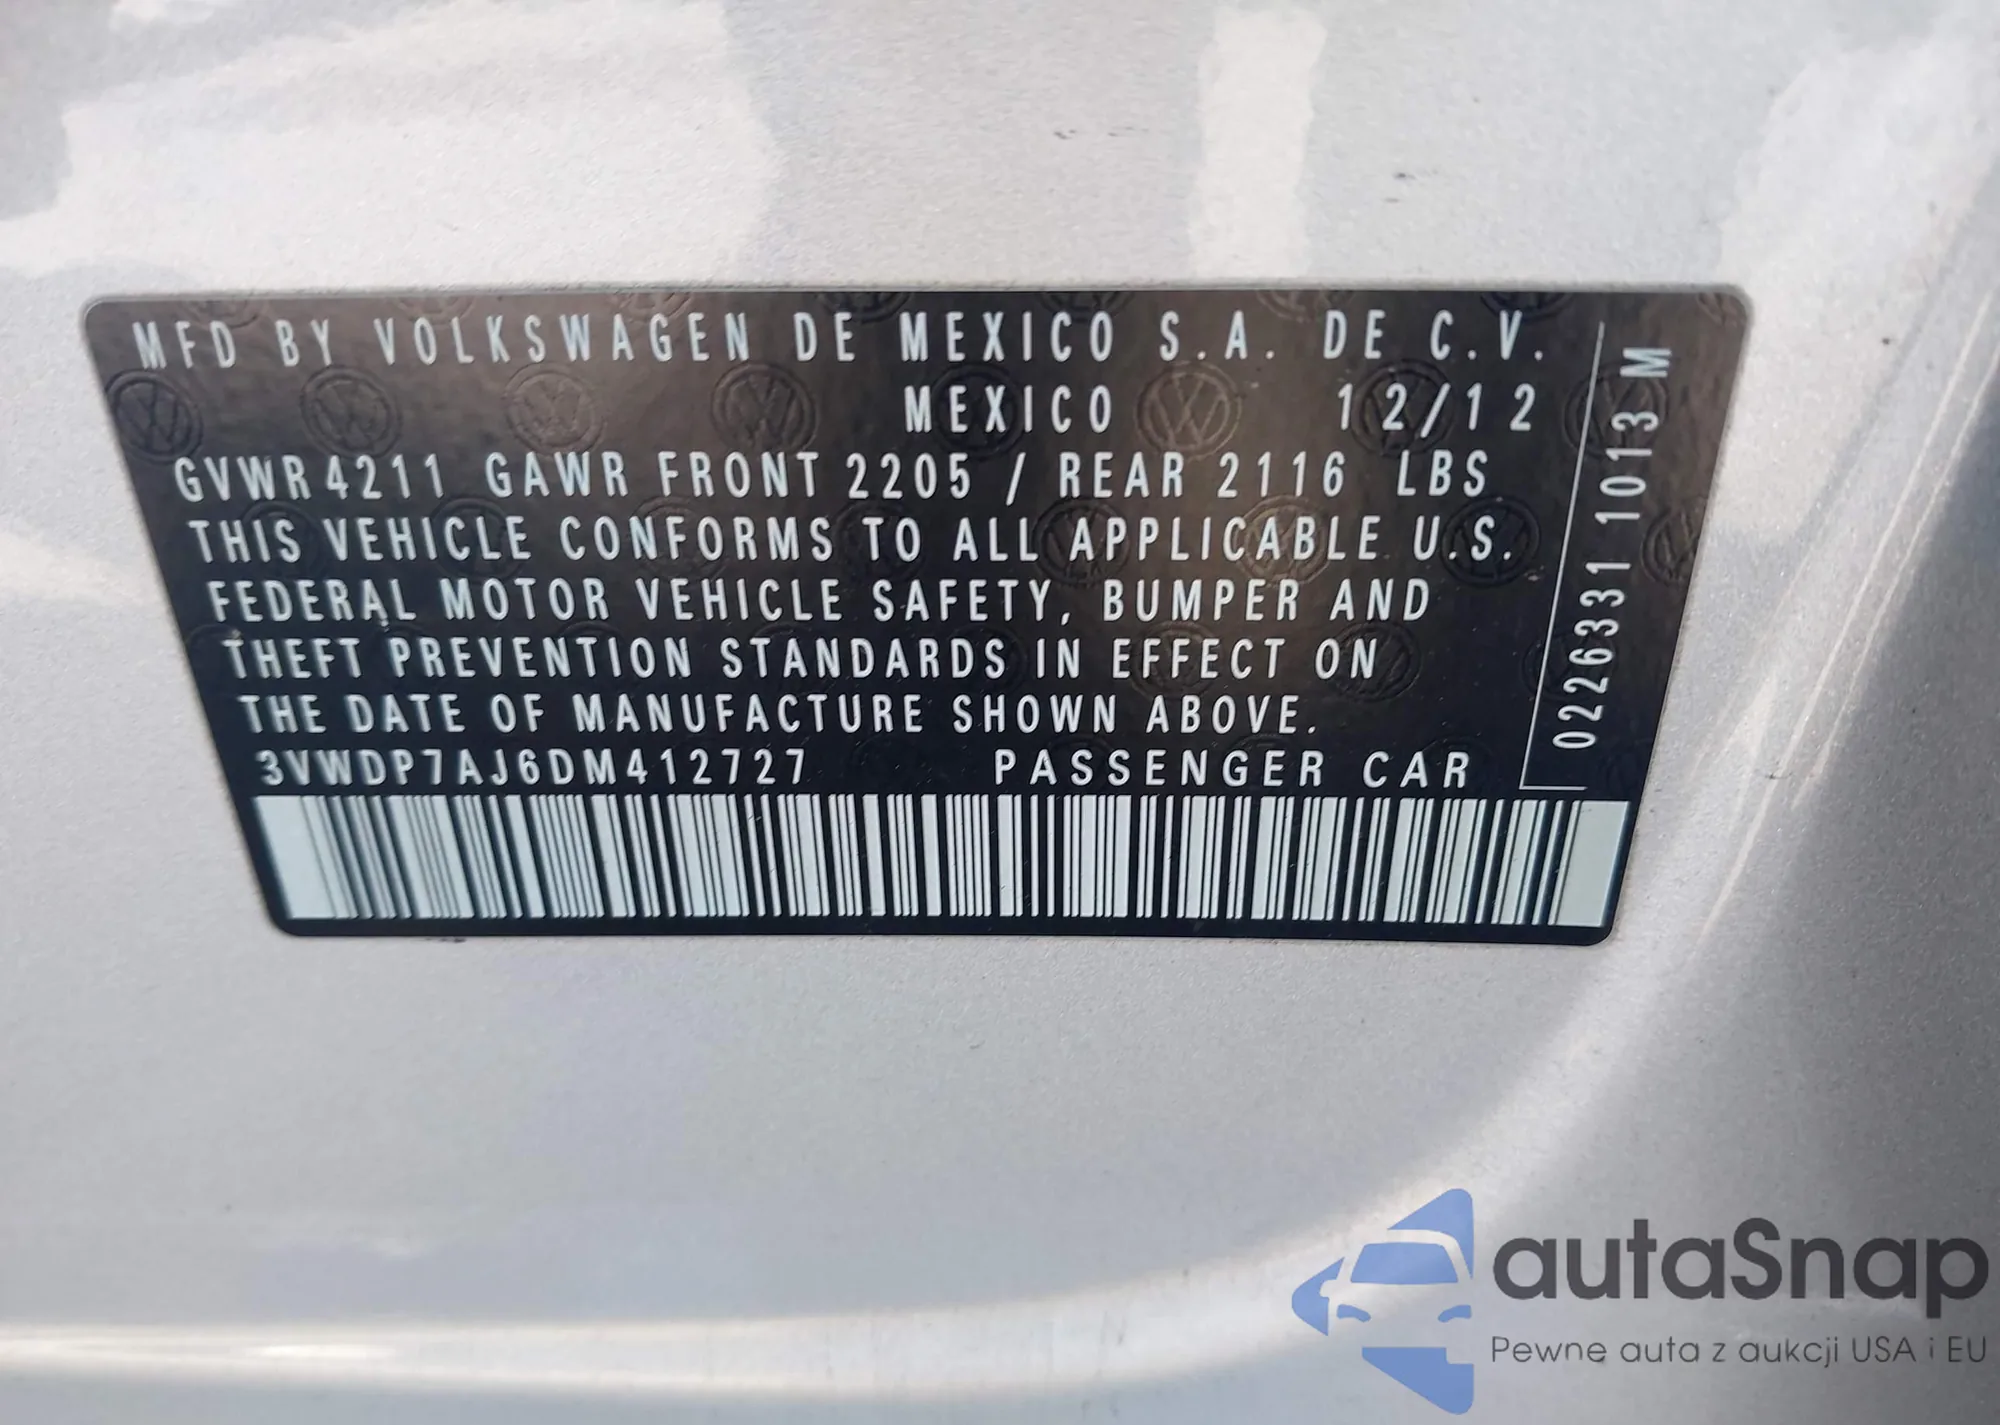 MFD BY VOLKSWAGEN DE MEXICO S.A. DE C.V.
MEXICO 12/12
GVWR 4211 GAWR FRONT 2205 / REAR 2116 LBS
THIS VEHICLE CONFORMS TO ALL APPLICABLE U.S.
FEDERAL MOTOR VEHICLE SAFETY, BUMPER AND
THEFT PREVENTION STANDARDS IN EFFECT ON
THE DATE OF MANUFACTURE SHOWN ABOVE.
3VWDP7AJ6DM412727 PASSENGER CAR
0226331 1013 M
autaSnap
Pewne auta z aukcji USA i EU